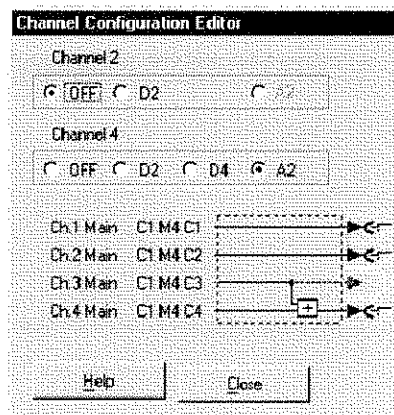 Channel Configuration Editor
Channel 2
OFF D2 A2
Channel 4
OFF D2 D4 A2
Ch.1 Main C1 M4 C1
Ch.2 Main C1 M4 C2
Ch.3 Main C1 M4 C3
Ch.4 Main C1 M4 C4
+
Help Close